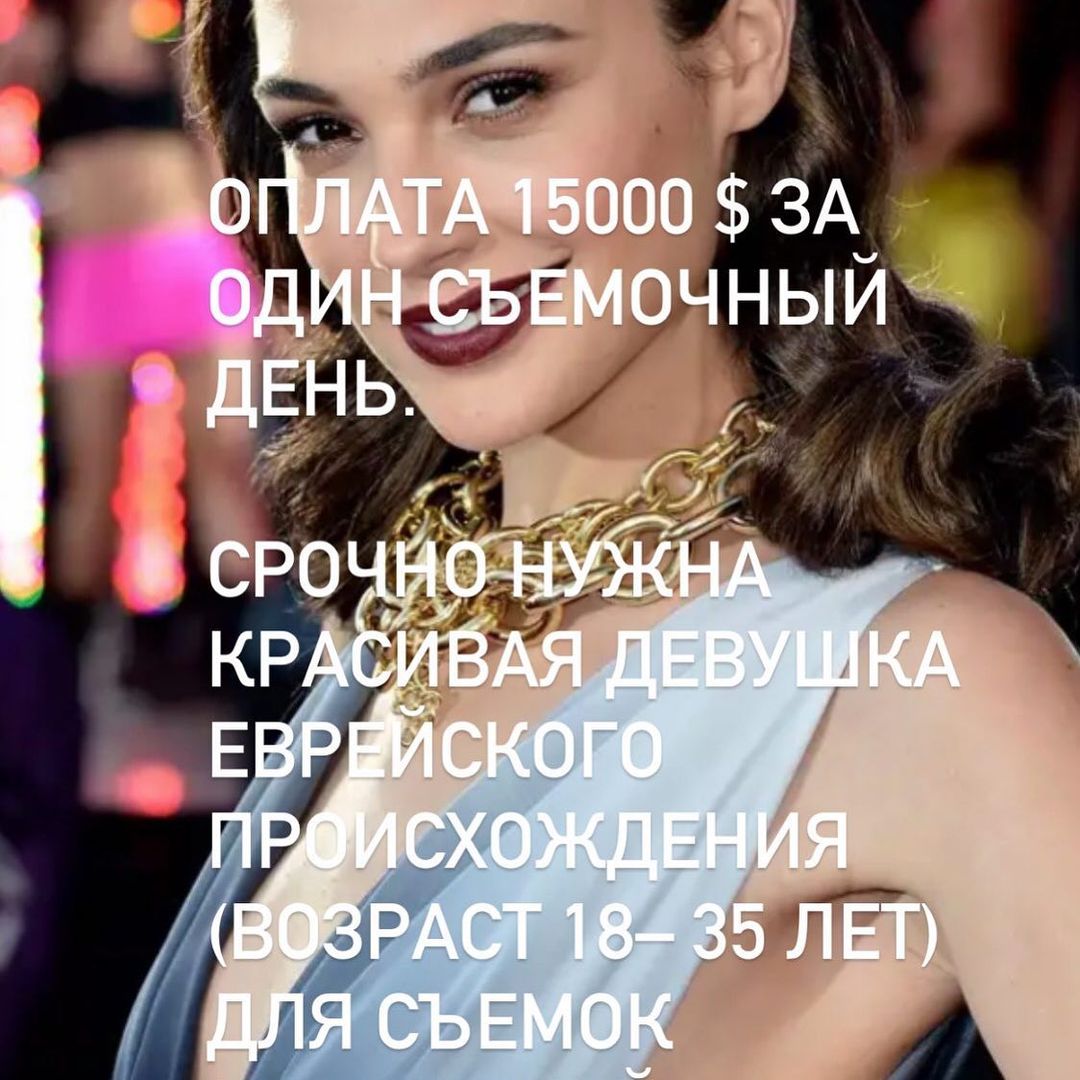 ОПЛАТА 15000 $ ЗА
ОДИН СЪЕМОЧНЫЙ
ДЕНЬ.
СРОЧНО НУЖНА
КРАСИВАЯ ДЕВУШКА
ЕВРЕЙСКОГО
ПРОИСХОЖДЕНИЯ
(ВОЗРАСТ 18– 35 ЛЕТ)
ДЛЯ СЪЕМОК